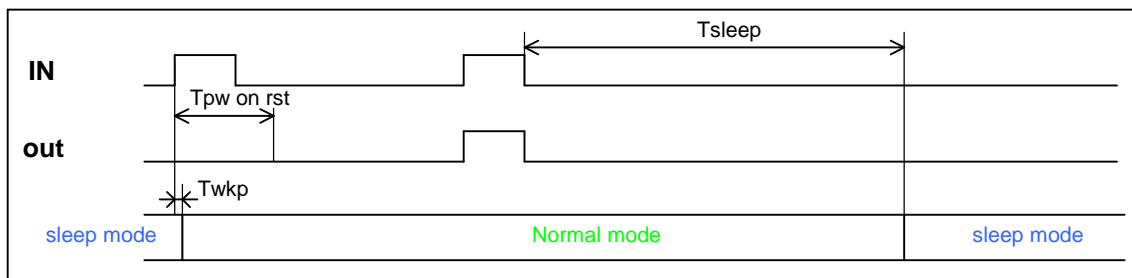 Tsleep
IN
Tpw on rst
out
Twkp
sleep mode Normal mode sleep mode